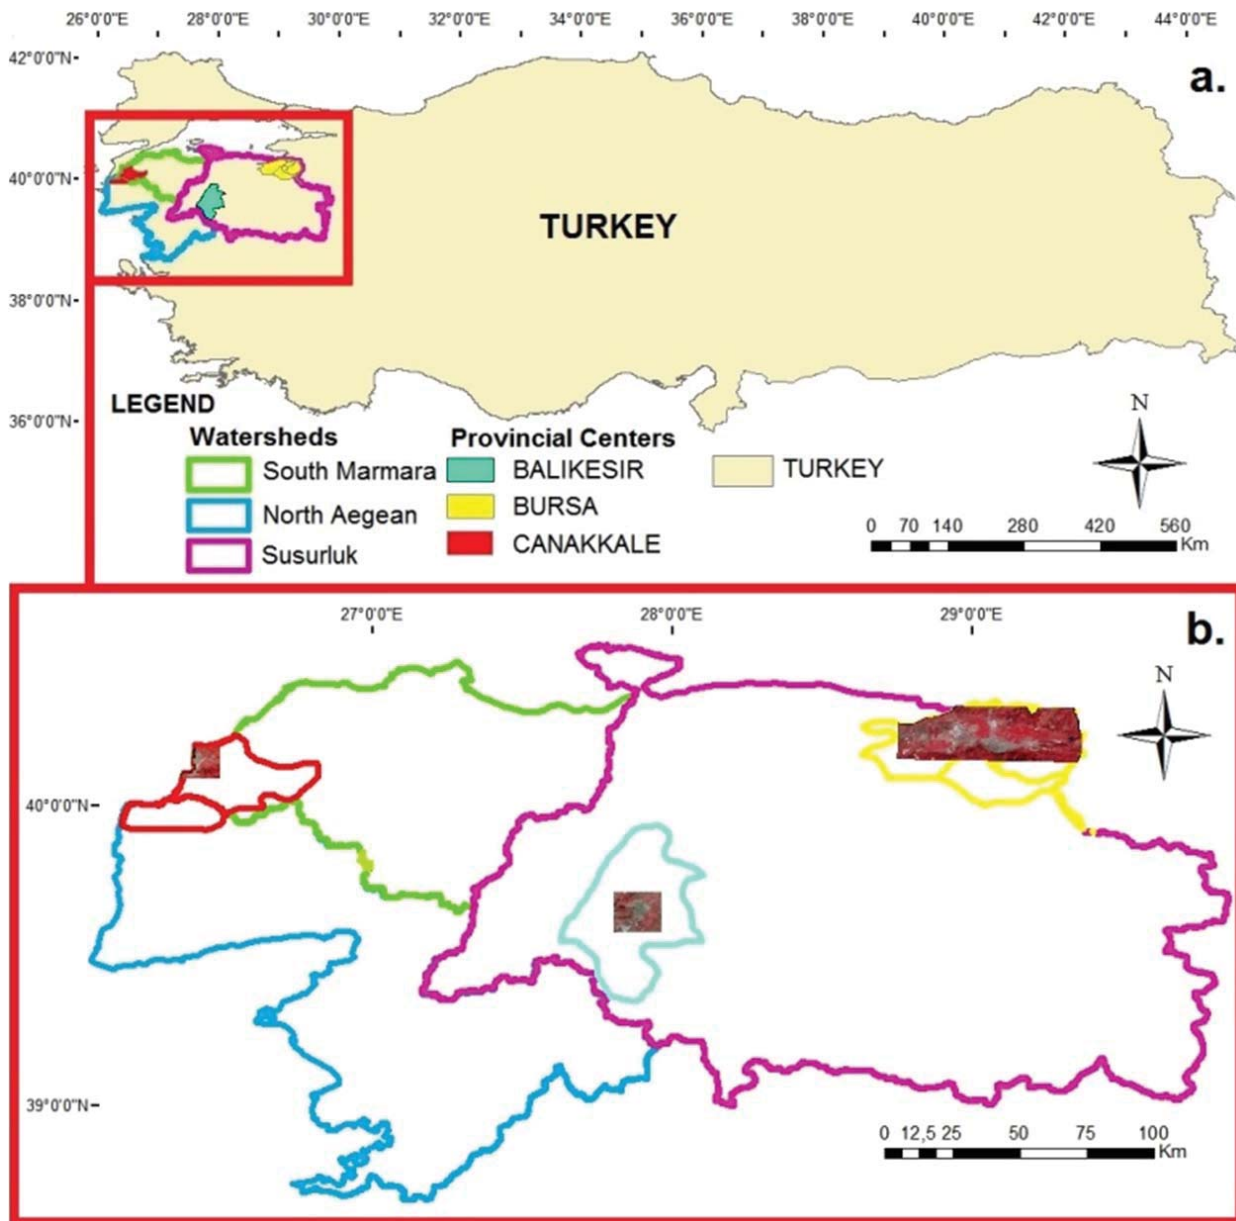 26°0'0"E 28°0'0"E 30°0'0"E 32°0'0"E 34°0'0"E 36°0'0"E 38°0'0"E 40°0'0"E 42°0'0"E 44°0'0"E
42°0'0"N
a.
40°0'0"N
TURKEY
38°0'0"N
36°0'0"N
LEGEND
N
Watersheds
South Marmara
North Aegean
Susurluk
Provincial Centers
BALIKESIR
BURSA
CANAKKALE
TURKEY
0 70 140 280 420 560
Km
27°0'0"E 28°0'0"E 29°0'0"E
b.
N
40°0'0"N
39°0'0"N
0 12,5 25 50 75 100
Km